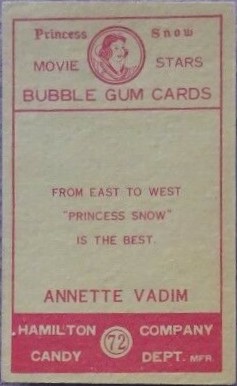 Princess Snow
MOVIE STARS
BUBBLE GUM CARDS
FROM EAST TO WEST
"PRINCESS SNOW"
IS THE BEST.
ANNETTE VADIM
HAMILTON 72 COMPANY
CANDY DEPT. MFR.